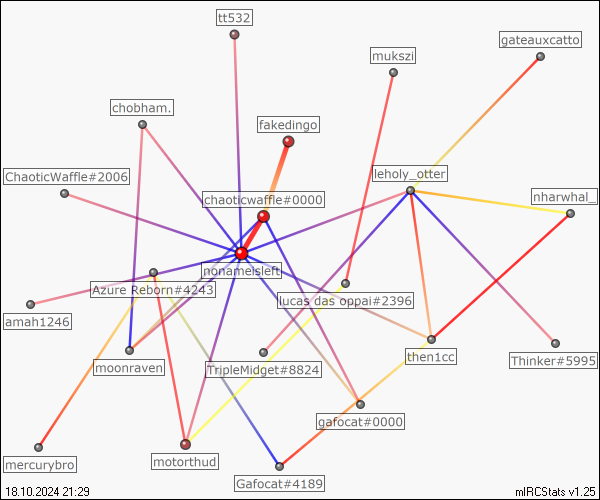 tt532
gateauxcatto
mukszi
chobham.
fakedingo
ChaoticWaffle#2006
leholy_otter
chaoticwaffle#0000
nharwhal_
nonameisleft
Azure Reborn#4243
lucas das oppai#2396
amah1246
moonraven
TripleMidget#8824
then1cc
Thinker#5995
gafocat#0000
mercurybro
motorthud
Gafocat#4189
18.10.2024 21:29
mIRCStats v1.25